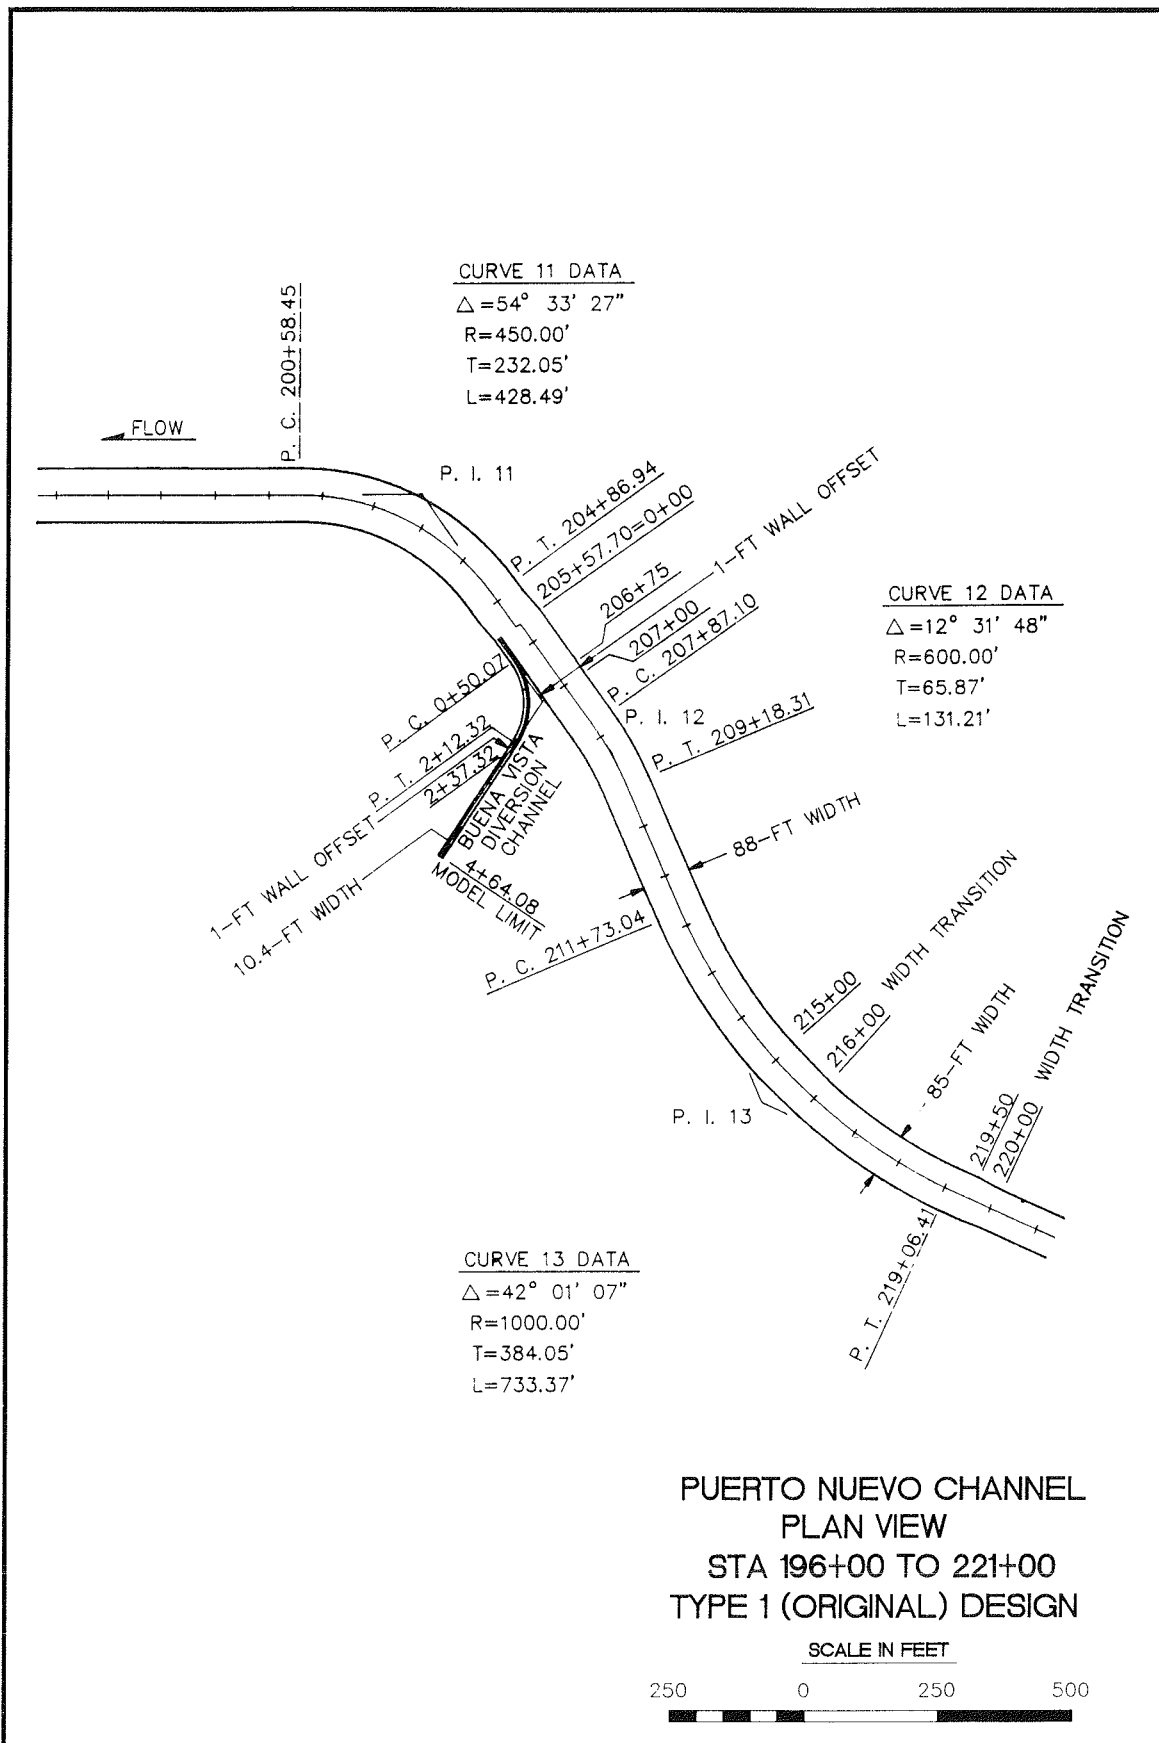 CURVE 11 DATA
△=54° 33' 27"
R=450.00'
T=232.05'
L=428.49'
P. C. 200+58.45
FLOW
P. I. 11
P. T. 204+86.94
205+57.70=0+00
1-FT WALL OFFSET
206+75
207+00
P. C. 207+87.10
CURVE 12 DATA
△=12° 31' 48"
R=600.00'
T=65.87'
L=131.21'
P. I. 12
P. T. 209+18.31
P. C. 0+50.07
P. T. 2+12.32
2+37.32
1-FT WALL OFFSET
10.4-FT WIDTH
BUENA VISTA
DIVERSION
CHANNEL
4+64.08
MODEL LIMIT
88-FT WIDTH
P. C. 211+73.04
215+00
216+00 WIDTH TRANSITION
85-FT WIDTH
219+50
220+00 WIDTH TRANSITION
P. I. 13
P. T. 219+06.41
CURVE 13 DATA
△=42° 01' 07"
R=1000.00'
T=384.05'
L=733.37'
PUERTO NUEVO CHANNEL
PLAN VIEW
STA 196+00 TO 221+00
TYPE 1 (ORIGINAL) DESIGN
SCALE IN FEET
250 0 250 500